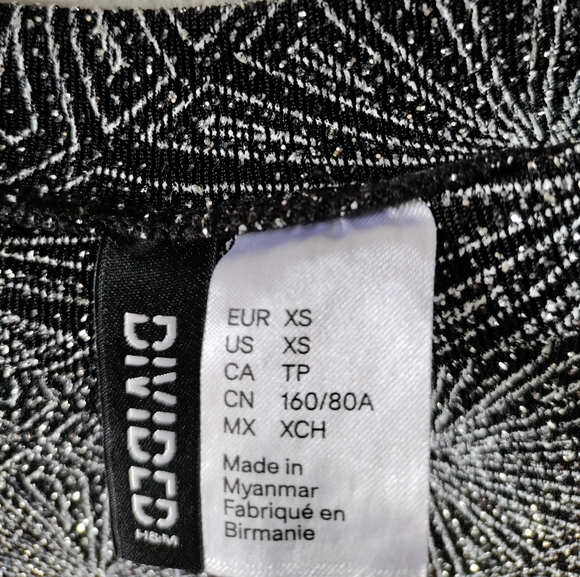 DIVIDED
H&M
EUR XS
US XS
CA TP
CN 160/80A
MX XCH
Made in
Myanmar
Fabriqué en
Birmanie